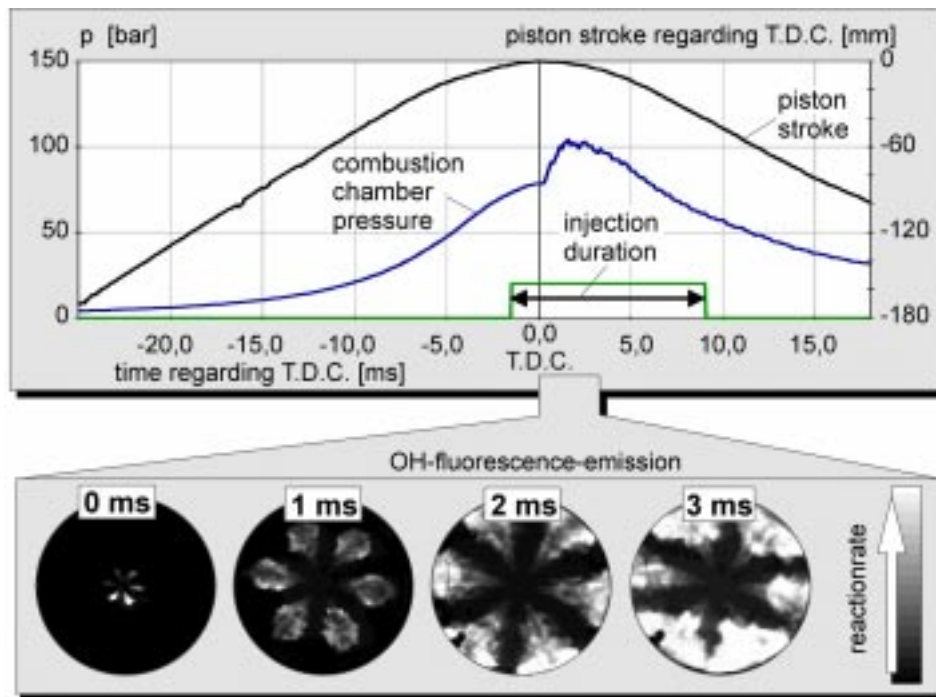 p [bar]
piston stroke regarding T.D.C. [mm]
150
0
piston
stroke
100
-60
combustion
chamber
pressure
injection
duration
50
-120
0
-180
-20,0 -15,0 -10,0 -5,0 0,0 5,0 10,0 15,0
T.D.C.
time regarding T.D.C. [ms]
OH-fluorescence-emission
0 ms
1 ms
2 ms
3 ms
reactionrate